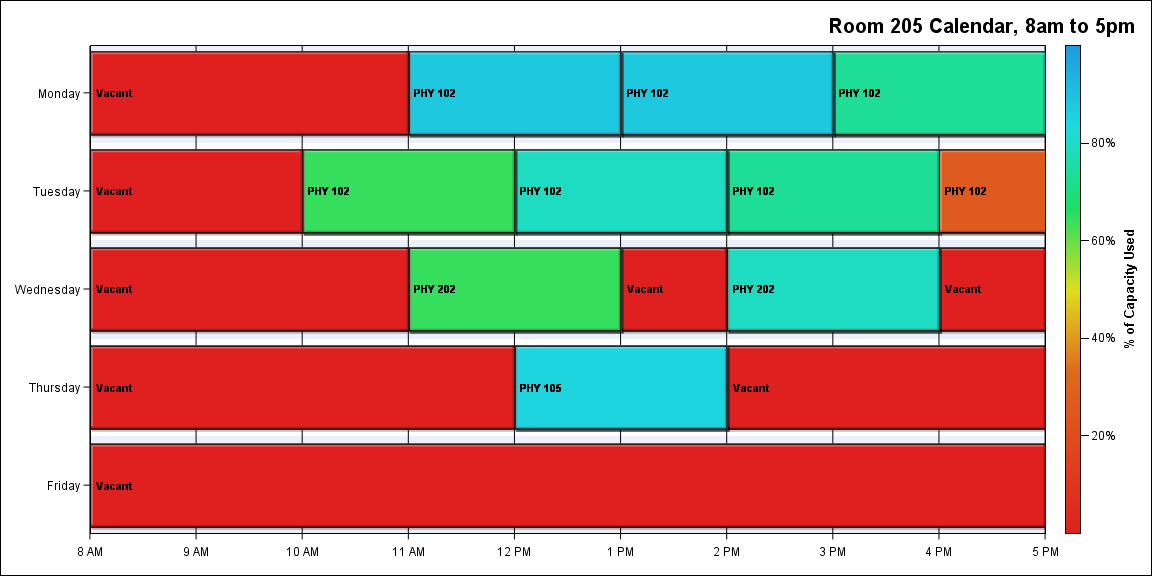 Room 205 Calendar, 8am to 5pm
Monday
Vacant
PHY 102
PHY 102
PHY 102
Tuesday
Vacant
PHY 102
PHY 102
PHY 102
PHY 102
Wednesday
Vacant
PHY 202
Vacant
PHY 202
Vacant
Thursday
Vacant
PHY 105
Vacant
Friday
Vacant
8 AM
9 AM
10 AM
11 AM
12 PM
1 PM
2 PM
3 PM
4 PM
5 PM
80%
60%
40%
20%
% of Capacity Used